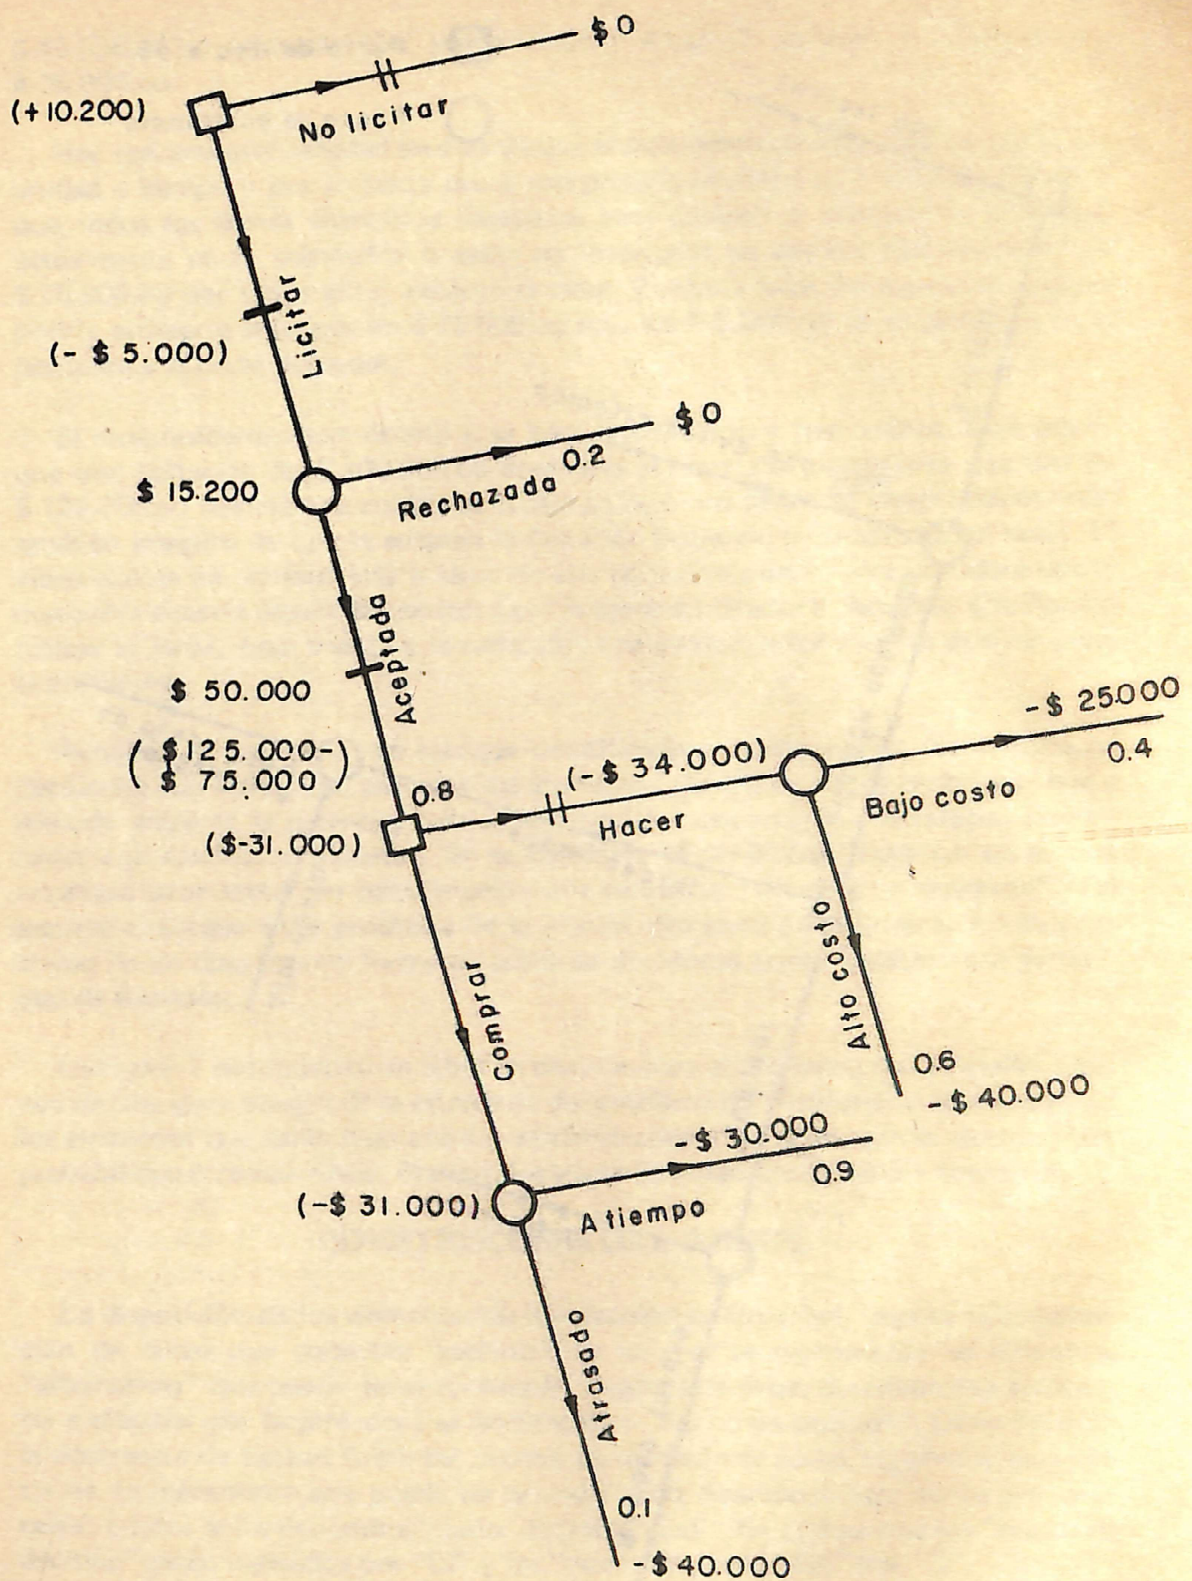 $ 0
(+10.200)
No licitar
Licitar
(- $ 5.000)
$ 0
0.2
$ 15.200
Rechazada
Aceptada
$ 50.000
($125.000-
$ 75.000)
0.8
(-$ 34.000)
-$ 25.000
0.4
Hacer
Bajo costo
($-31.000)
Alto costo
Comprar
0.6
-$ 40.000
-$ 30.000
0.9
(-$ 31.000)
A tiempo
Atrasado
0.1
-$ 40.000